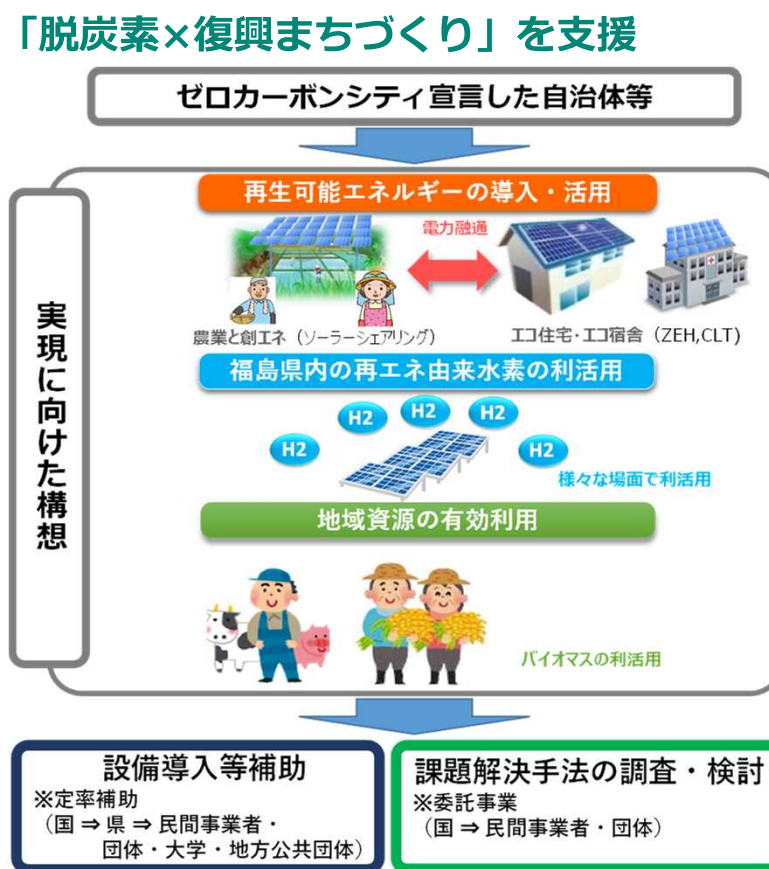 「脱炭素×復興まちづくり」を支援
ゼロカーボンシティ宣言した自治体等
実現に向けた構想
再生可能エネルギーの導入・活用
電力融通
農業と創エネ（ソーラーシェアリング）
エコ住宅・エコ宿舎（ZEH,CLT）
福島県内の再エネ由来水素の利活用
H2
H2
H2
H2
H2
様々な場面で利活用
地域資源の有効利用
バイオマスの利活用
設備導入等補助
※定率補助
（国⇒県⇒民間事業者・
団体・大学・地方公共団体）
課題解決手法の調査・検討
※委託事業
（国⇒民間事業者・団体）